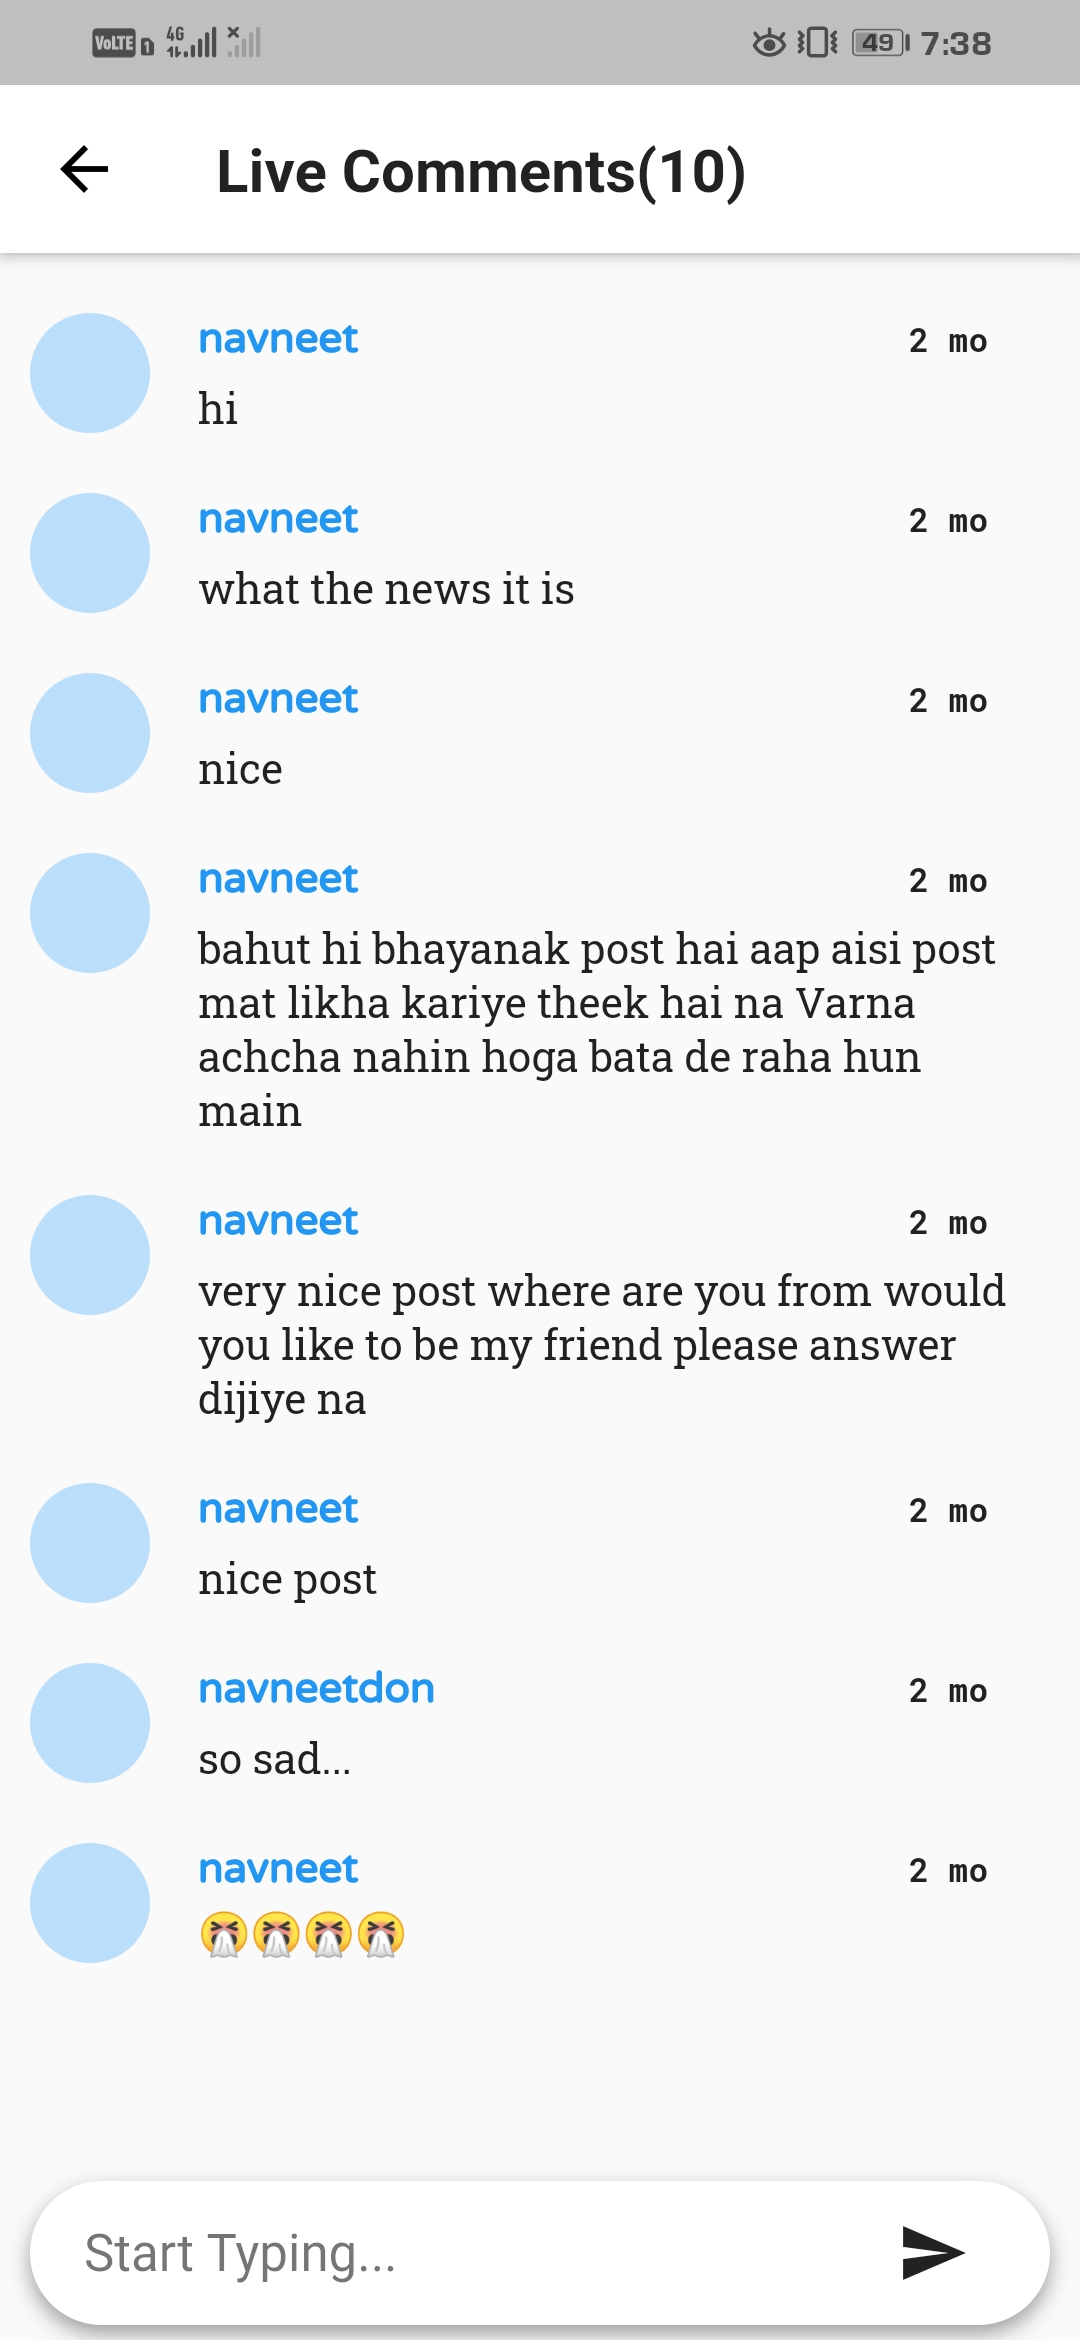 VoLTE 1 4G 49 7:38
Live Comments(10)
navneet 2 mo
hi
navneet 2 mo
what the news it is
navneet 2 mo
nice
navneet 2 mo
bahut hi bhayanak post hai aap aisi post
mat likha kariye theek hai na Varna
achcha nahin hoga bata de raha hun
main
navneet 2 mo
very nice post where are you from would
you like to be my friend please answer
dijiye na
navneet 2 mo
nice post
navneetdon 2 mo
so sad...
navneet 2 mo
🤧🤧🤧🤧
Start Typing...